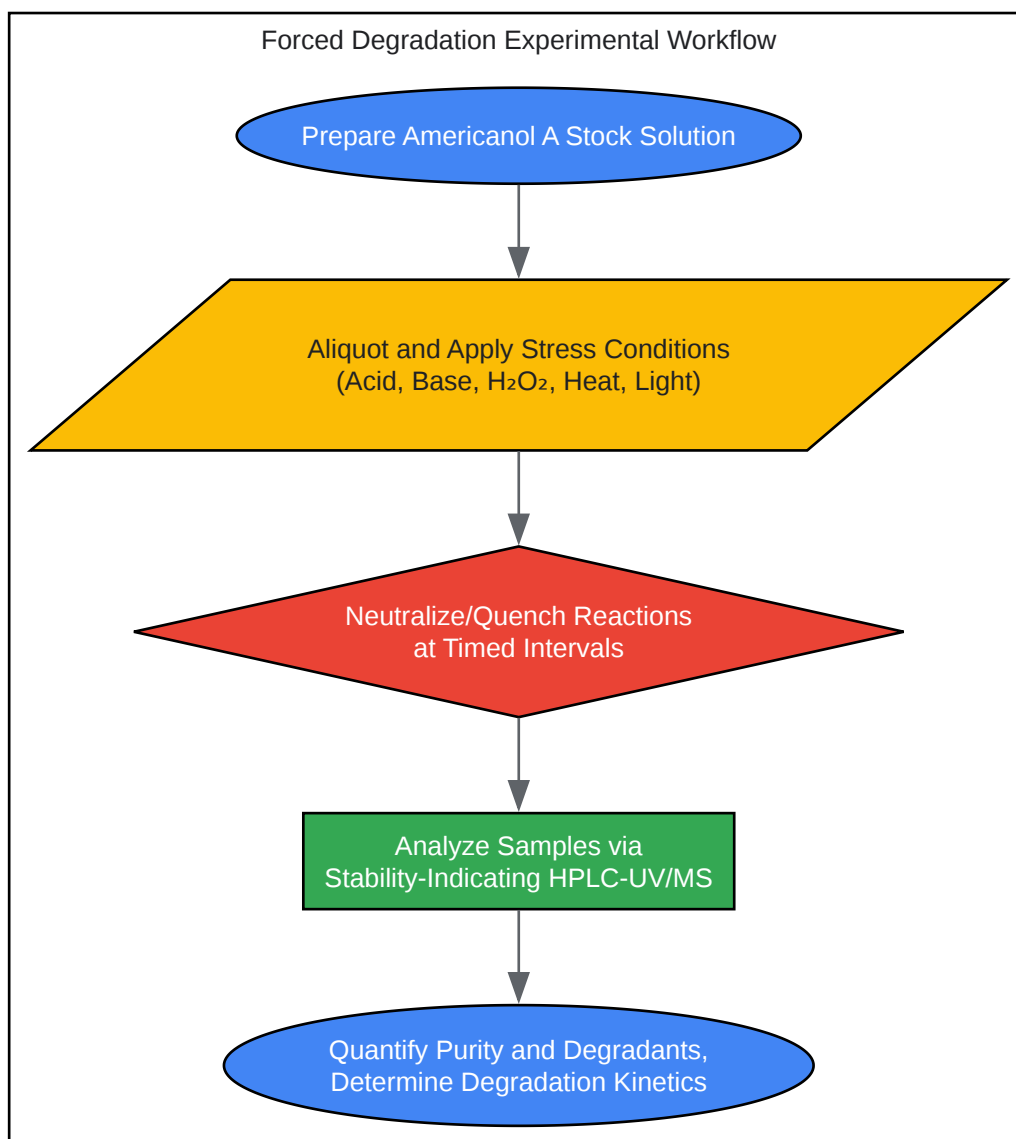 Forced Degradation Experimental Workflow
Prepare Americanol A Stock Solution
Aliquot and Apply Stress Conditions
(Acid, Base, H₂O₂, Heat, Light)
Neutralize/Quench Reactions
at Timed Intervals
Analyze Samples via
Stability-Indicating HPLC-UV/MS
Quantify Purity and Degradants,
Determine Degradation Kinetics